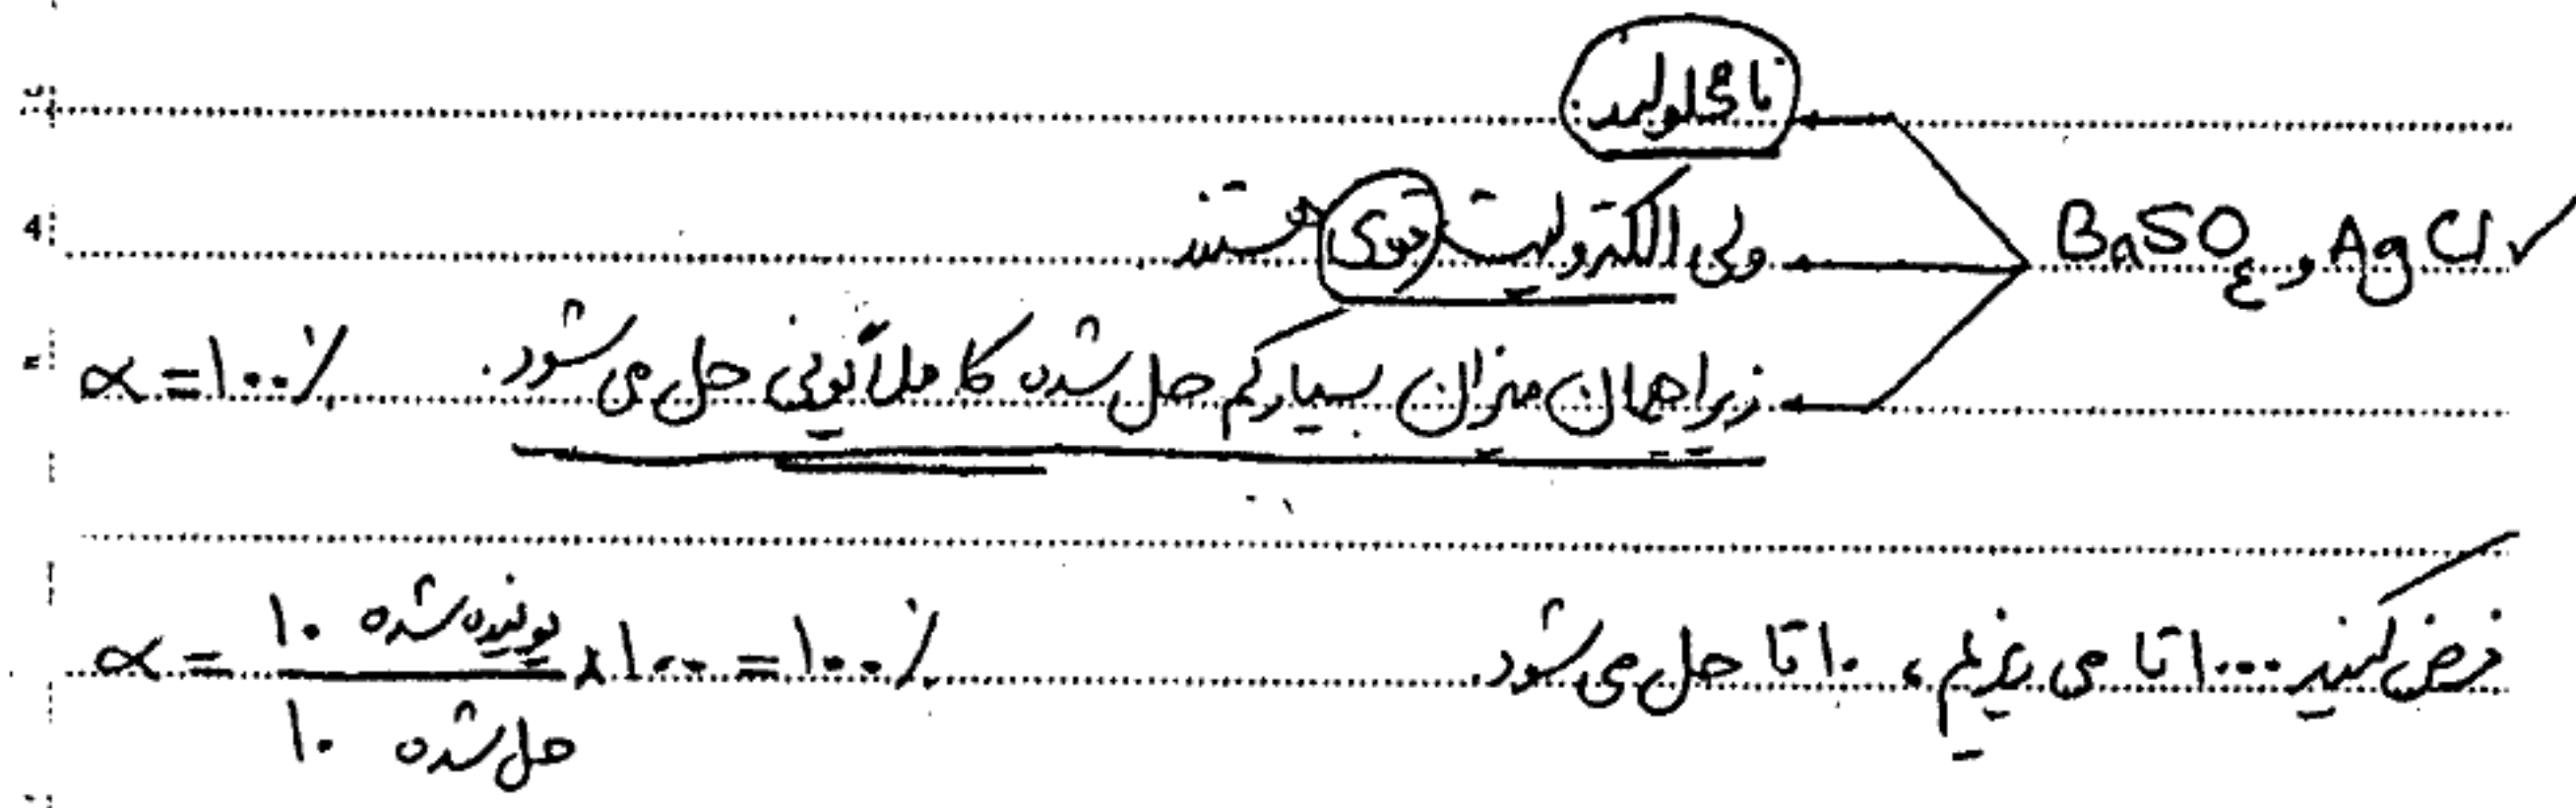 نامحلولند.
✓ AgCl و BaSO₄ ولی الکترولیت قوی هستند
زیرا همان میزان بسیار کم حل شده کاملاً یونی حل می شود. α = ۱۰۰٪
فرض کنید ۱۰۰۰ تا می ریزیم، ۱۰ تا حل می شود.
α = ۱۰ یونیده شده / ۱۰ حل شده × ۱۰۰ = ۱۰۰٪